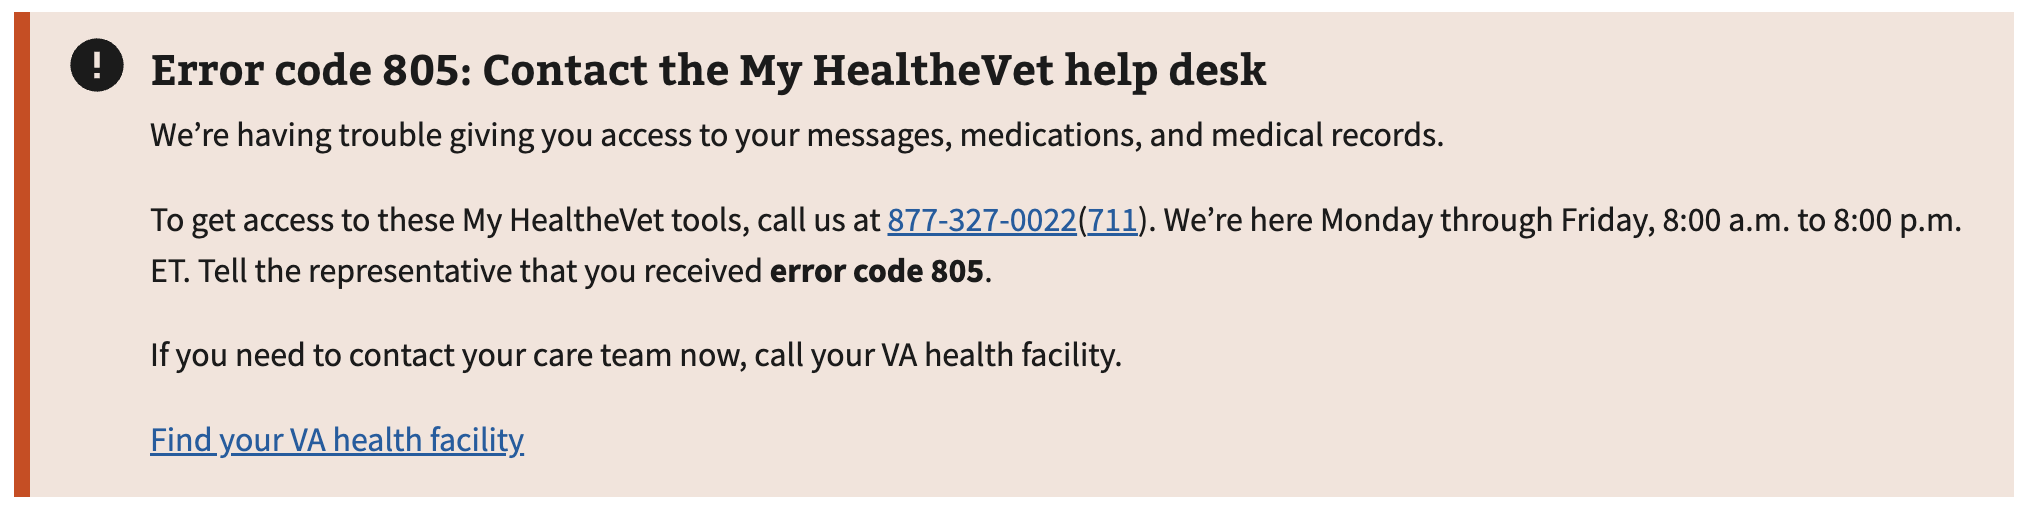 Error code 805: Contact the My HealtheVet help desk
We’re having trouble giving you access to your messages, medications, and medical records.
To get access to these My HealtheVet tools, call us at 877-327-0022(711). We’re here Monday through Friday, 8:00 a.m. to 8:00 p.m.
ET. Tell the representative that you received error code 805.
If you need to contact your care team now, call your VA health facility.
Find your VA health facility